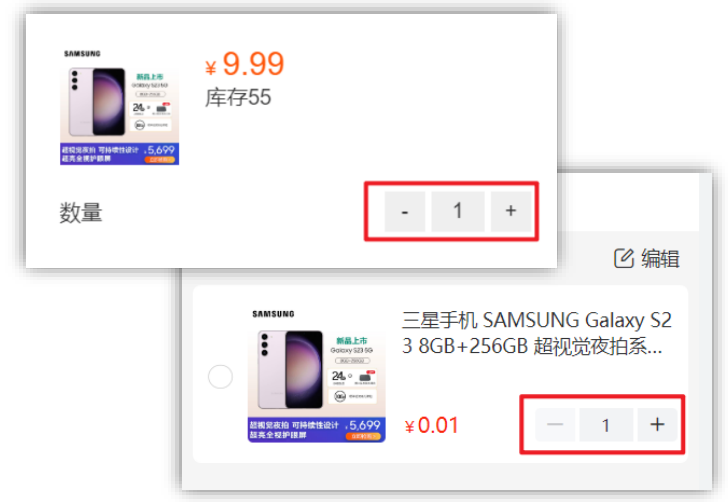 SAMSUNG
新品上市
Galaxy S23 5G
超视觉夜拍 可持续性设计
超亮全视护眼屏
5,699
¥ 9.99
库存55
数量
- 1 +
编辑
SAMSUNG
新品上市
Galaxy S23 5G
超视觉夜拍 可持续性设计
超亮全视护眼屏
5,699
三星手机 SAMSUNG Galaxy S2
3 8GB+256GB 超视觉夜拍系...
¥0.01
— 1 +